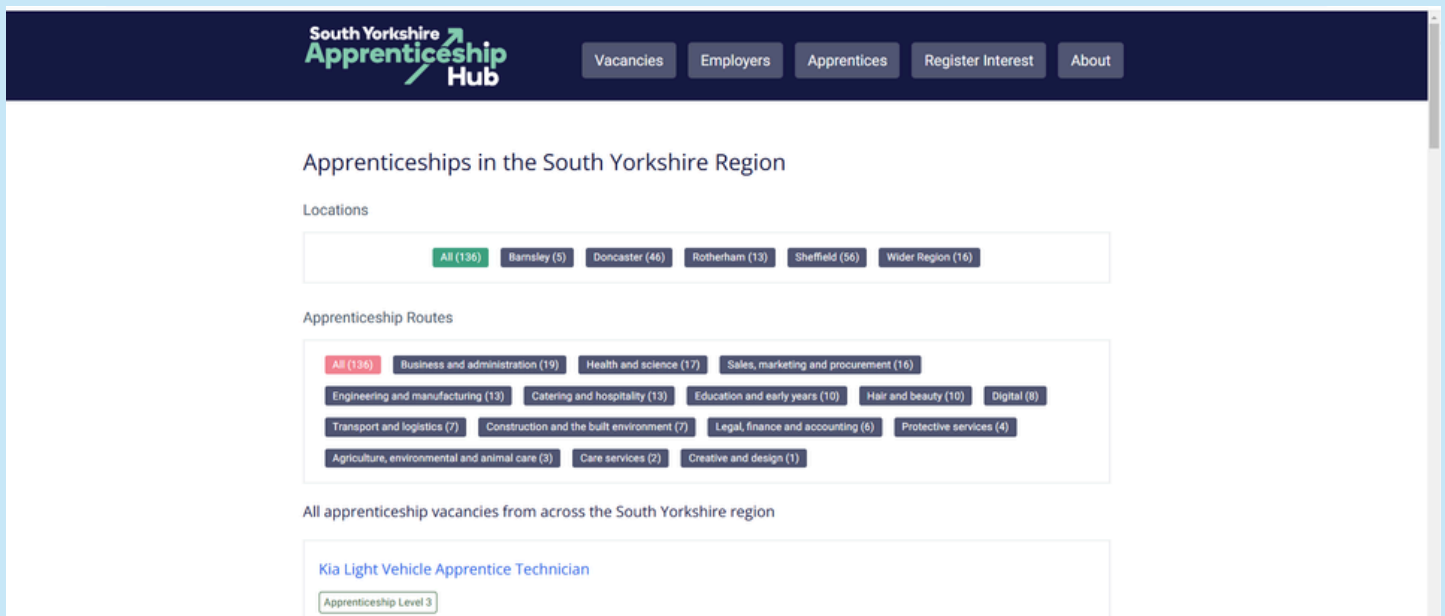 South Yorkshire
Apprenticeship
Hub
Vacancies Employers Apprentices Register Interest About
Apprenticeships in the South Yorkshire Region
Locations
All (136) Barnsley (5) Doncaster (46) Rotherham (13) Sheffield (56) Wider Region (16)
Apprenticeship Routes
All (136) Business and administration (19) Health and science (17) Sales, marketing and procurement (16)
Engineering and manufacturing (13) Catering and hospitality (13) Education and early years (10) Hair and beauty (10) Digital (8)
Transport and logistics (7) Construction and the built environment (7) Legal, finance and accounting (6) Protective services (4)
Agriculture, environmental and animal care (3) Care services (2) Creative and design (1)
All apprenticeship vacancies from across the South Yorkshire region
Kia Light Vehicle Apprentice Technician
Apprenticeship Level 3